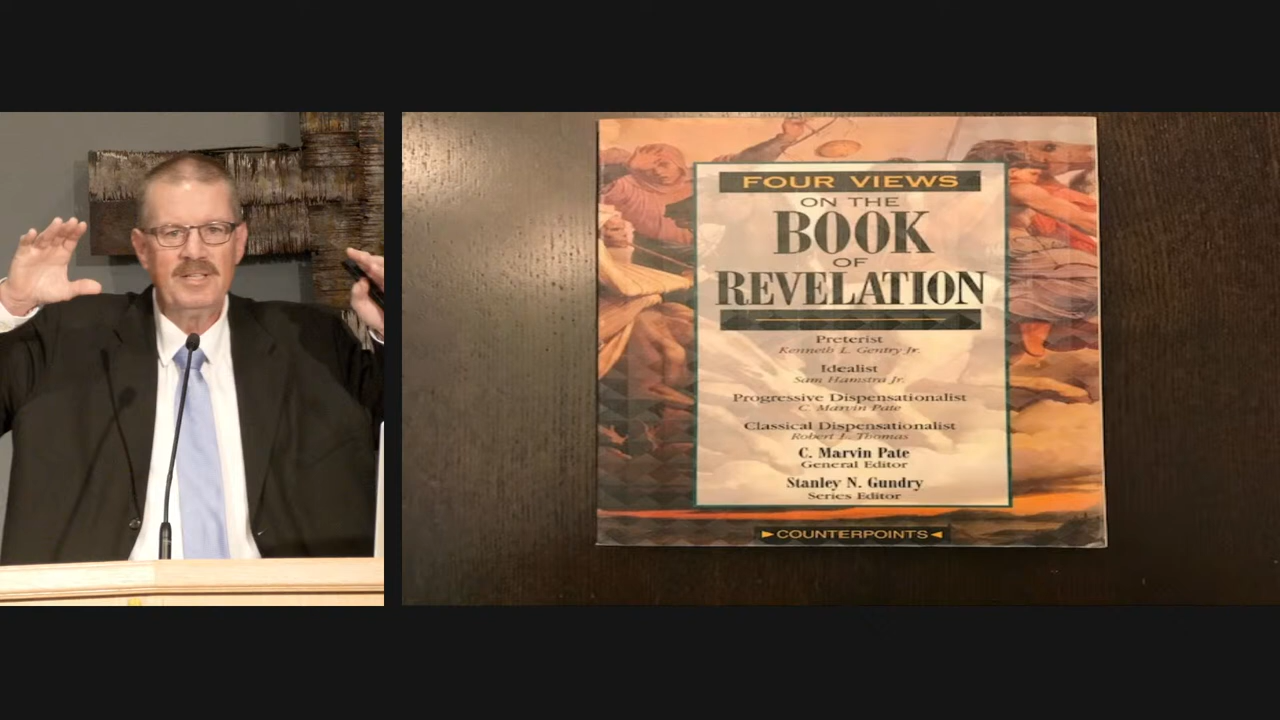 FOUR VIEWS
ON THE
BOOK
OF
REVELATION
Preterist
Kenneth L. Gentry Jr.
Idealist
Sam Hamstra Jr.
Progressive Dispensationalist
C. Marvin Pate
Classical Dispensationalist
Robert L. Thomas
C. Marvin Pate
General Editor
Stanley N. Gundry
Series Editor
COUNTERPOINTS